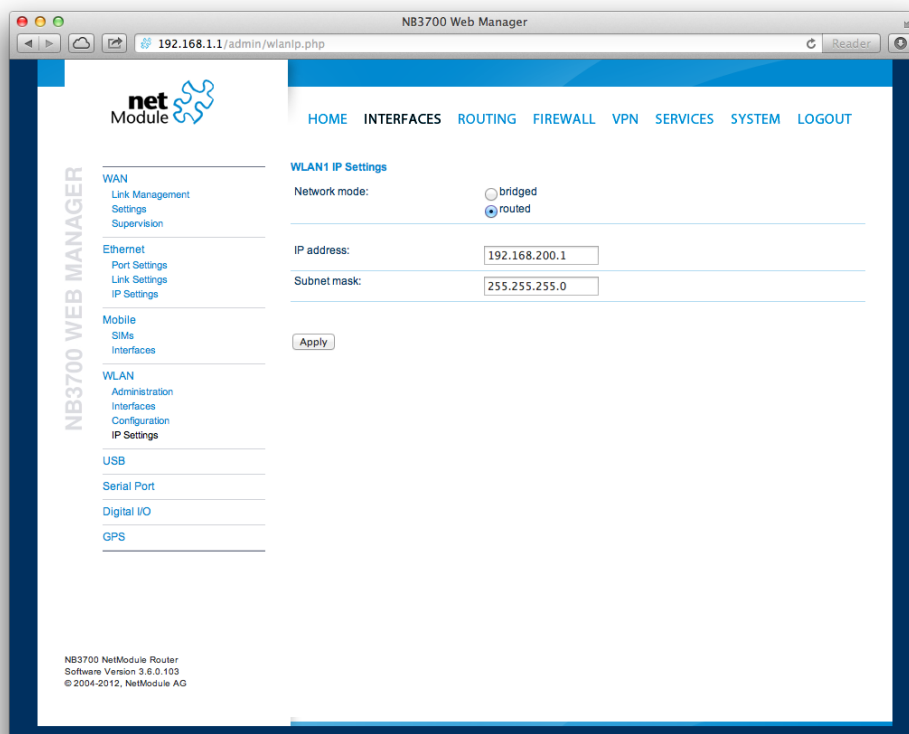 NB3700 Web Manager
192.168.1.1/admin/wlanip.php
Reader
net
Module
HOME INTERFACES ROUTING FIREWALL VPN SERVICES SYSTEM LOGOUT
NB3700 WEB MANAGER
WAN
Link Management
Settings
Supervision
Ethernet
Port Settings
Link Settings
IP Settings
Mobile
SIMs
Interfaces
WLAN
Administration
Interfaces
Configuration
IP Settings
USB
Serial Port
Digital I/O
GPS
WLAN1 IP Settings
Network mode:
bridged
routed
IP address:
192.168.200.1
Subnet mask:
255.255.255.0
Apply
NB3700 NetModule Router
Software Version 3.6.0.103
© 2004-2012, NetModule AG